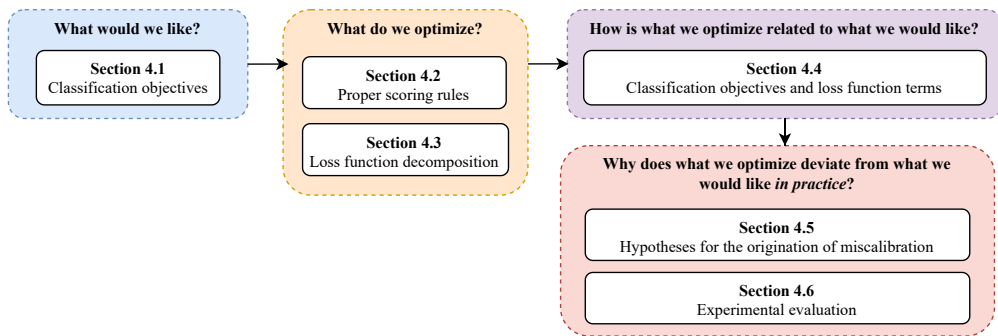 What would we like?
Section 4.1
Classification objectives
What do we optimize?
Section 4.2
Proper scoring rules
Section 4.3
Loss function decomposition
How is what we optimize related to what we would like?
Section 4.4
Classification objectives and loss function terms
Why does what we optimize deviate from what we
would like in practice?
Section 4.5
Hypotheses for the origination of miscalibration
Section 4.6
Experimental evaluation